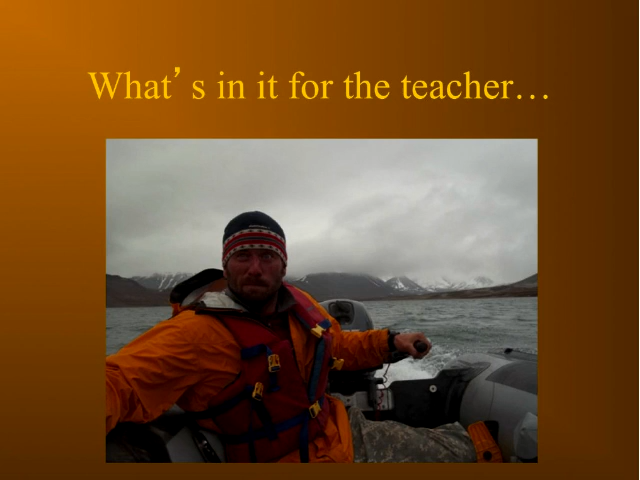 What’s in it for the teacher…